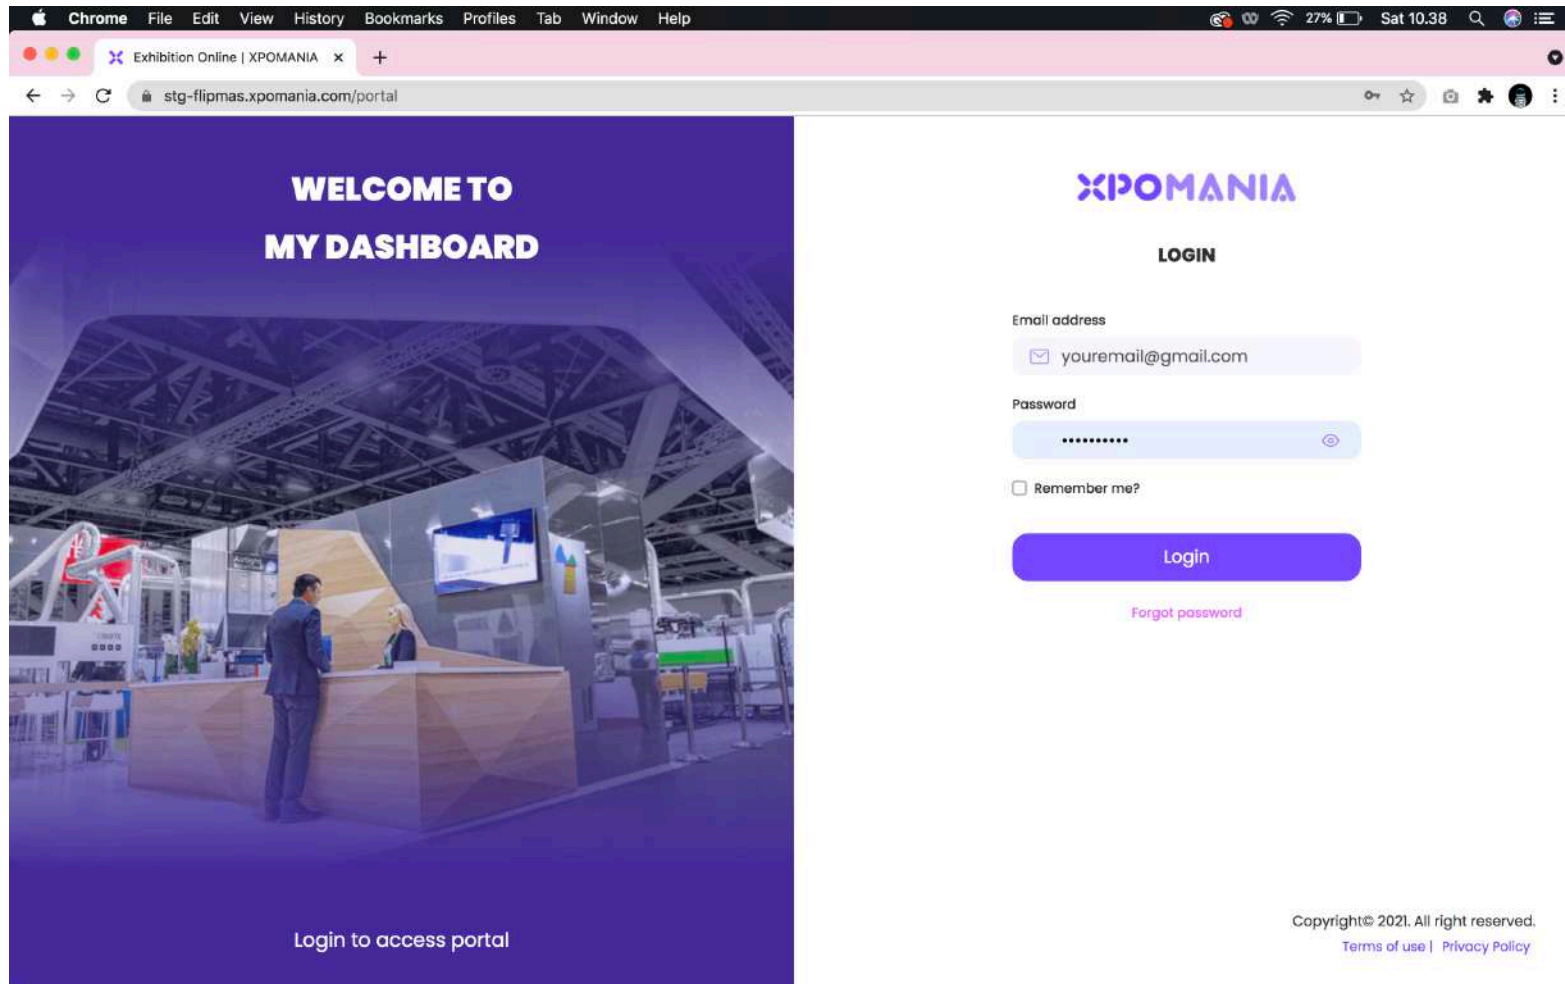 Chrome File Edit View History Bookmarks Profiles Tab Window Help 27% Sat 10.38
Exhibition Online | XPOMANIA
stg-flipmas.xpomania.com/portal
WELCOME TO
MY DASHBOARD
Login to access portal
XPOMANIA
LOGIN
Email address
youremail@gmail.com
Password
••••••••••
Remember me?
Login
Forgot password
Copyright© 2021. All right reserved.
Terms of use | Privacy Policy